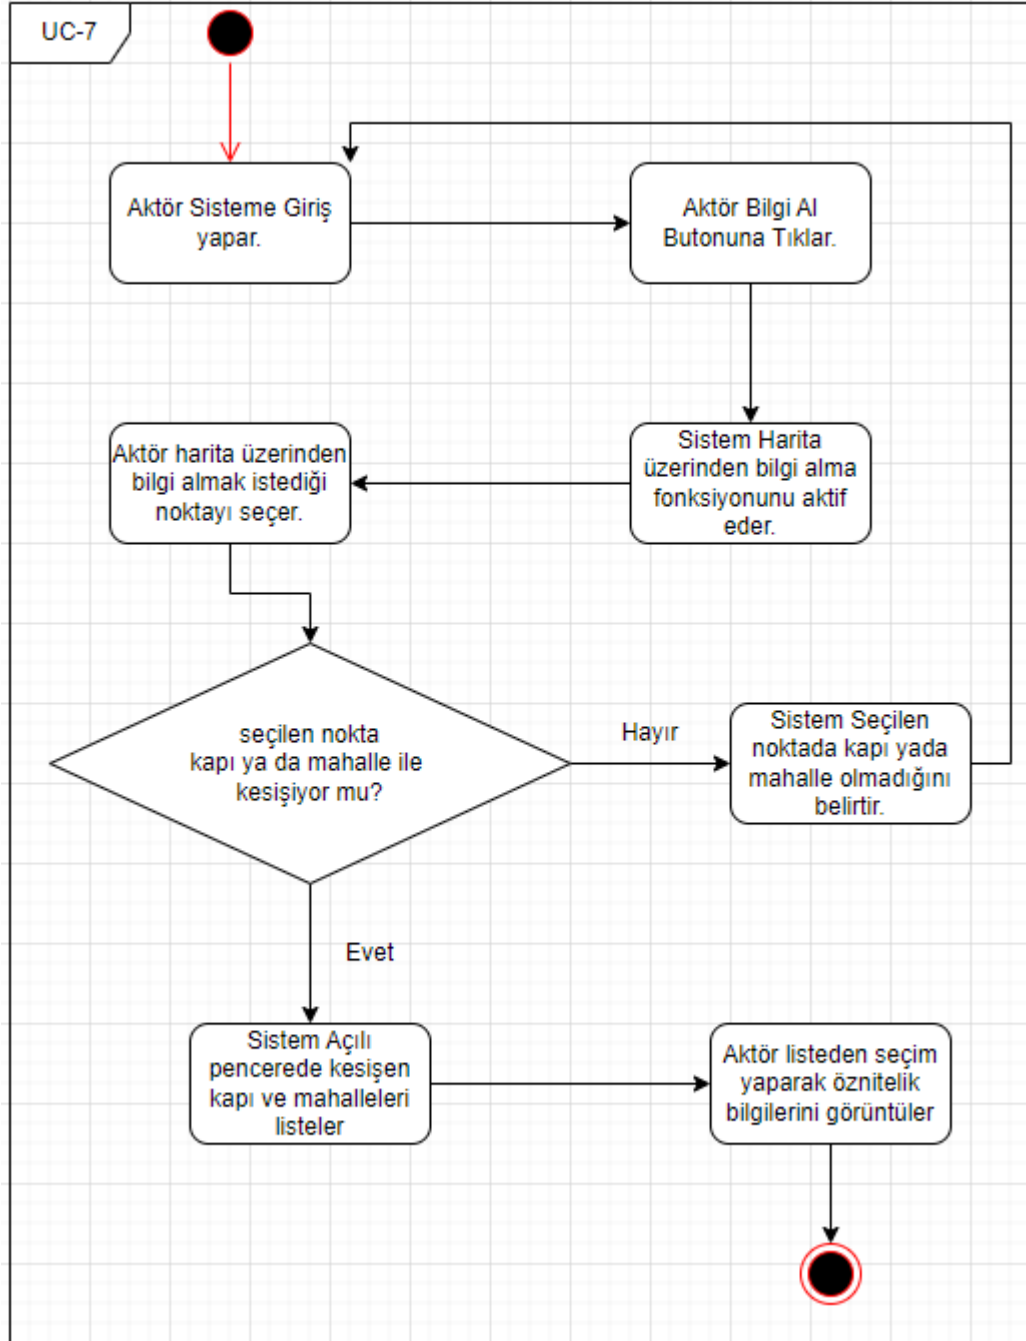 UC-7
Aktör Sisteme Giriş
yapar.
Aktör Bilgi Al
Butonuna Tıklar.
Sistem Harita
üzerinden bilgi alma
fonksiyonunu aktif
eder.
Aktör harita üzerinden
bilgi almak istediği
noktayı seçer.
seçilen nokta
kapı ya da mahalle ile
kesişiyor mu?
Hayır
Sistem Seçilen
noktada kapı yada
mahalle olmadığını
belirtir.
Evet
Sistem Açılı
pencerede kesişen
kapı ve mahalleleri
listeler
Aktör listeden seçim
yaparak öznitelik
bilgilerini görüntüler